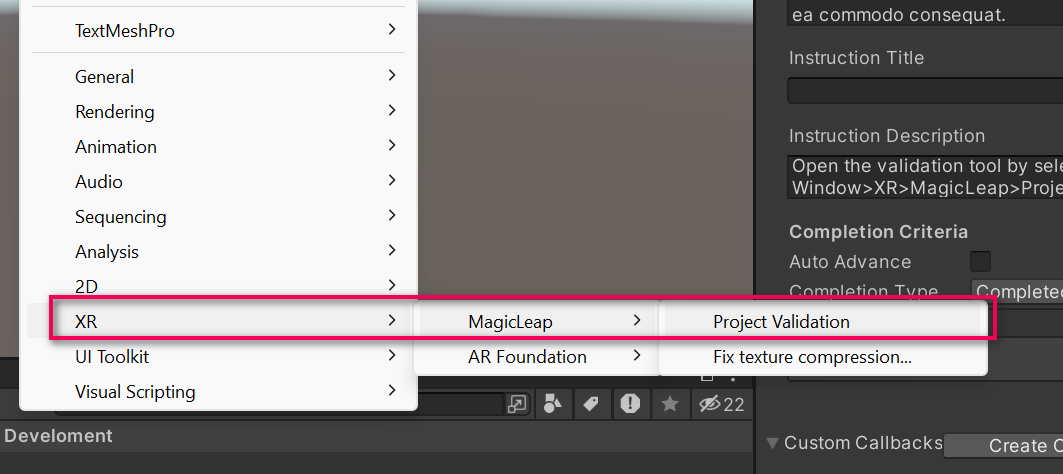 TextMeshPro
General
Rendering
Animation
Audio
Sequencing
Analysis
2D
XR
MagicLeap
Project Validation
UI Toolkit
AR Foundation
Fix texture compression...
Visual Scripting
22
Develoment
ea commodo consequat.
Instruction Title
Instruction Description
Open the validation tool by sele
Window>XR>MagicLeap>Proje
Completion Criteria
Auto Advance
Completion Type
Completed
Custom Callbacks
Create C